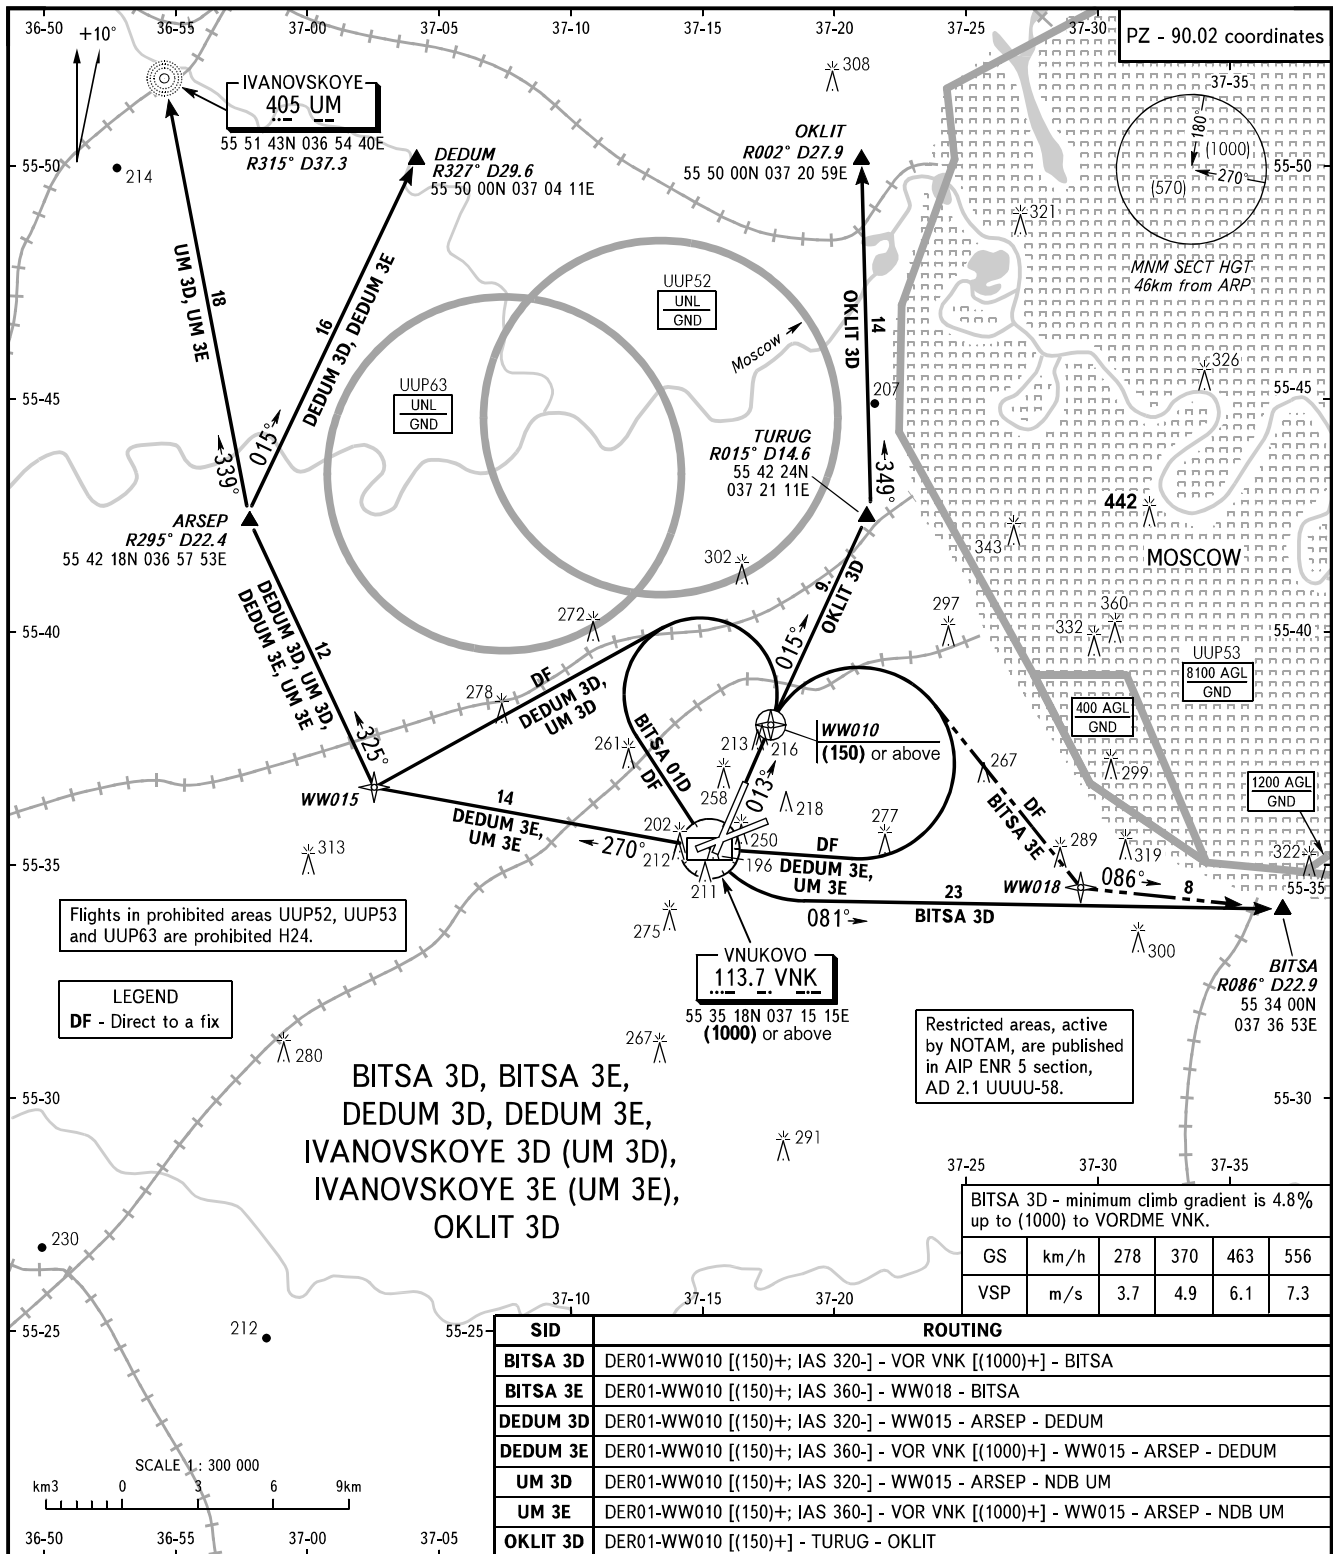 36-50
36-55
37-00
37-05
37-10
37-15
37-20
37-25
37-30
PZ - 90.02 coordinates
37-35
+10°
IVANOVSKOYE
405 UM
55 51 43N 036 54 40E
R315° D37.3
308
OKLIT
R002° D27.9
55 50 00N 037 20 59E
DEDUM
R327° D29.6
55 50 00N 037 04 11E
180°
(1000)
270°
(570)
MNM SECT HGT
46km from ARP
55-50
214
55-50
321
UM 3D, UM 3E
18
16
DEDUM 3D, DEDUM 3E
UUP52
UNL
GND
Moscow
OKLIT 3D
14
326
UUP63
UNL
GND
55-45
207
55-45
TURUG
R015° D14.6
55 42 24N
037 21 11E
339°
015°
349°
442
ARSEP
R295° D22.4
55 42 18N 036 57 53E
343
MOSCOW
302
9.
OKLIT 3D
DEDUM 3D, UM 3D,
DEDUM 3E, UM 3E
12
272
297
360
332
55-40
55-40
015°
UUP53
8100 AGL
GND
DF
DEDUM 3D,
UM 3D
278
400 AGL
GND
BITSA 01D
DF
325°
261
213
216
WW010
(150) or above
267
299
WW015
14
DEDUM 3E,
UM 3E
258
013°
218
DF
BITSA 3E
1200 AGL
GND
202
250
277
289
319
322
270°
212
196
DF
DEDUM 3E,
UM 3E
313
55-35
211
WW018
086°
8
55-35
23
BITSA 3D
081°
Flights in prohibited areas UUP52, UUP53
and UUP63 are prohibited H24.
275
300
VNUKOVO
113.7 VNK
55 35 18N 037 15 15E
(1000) or above
BITSA
R086° D22.9
55 34 00N
037 36 53E
LEGEND
DF - Direct to a fix
Restricted areas, active
by NOTAM, are published
in AIP ENR 5 section,
AD 2.1 UUUU-58.
280
267
BITSA 3D, BITSA 3E,
DEDUM 3D, DEDUM 3E,
IVANOVSKOYE 3D (UM 3D),
IVANOVSKOYE 3E (UM 3E),
OKLIT 3D
55-30
55-30
291
37-25
37-30
37-35
BITSA 3D - minimum climb gradient is 4.8%
up to (1000) to VORDME VNK.
GS km/h 278 370 463 556
VSP m/s 3.7 4.9 6.1 7.3
230
37-10
37-15
37-20
55-25
212
55-25
SID ROUTING
BITSA 3D DER01-WW010 [(150)+; IAS 320-] - VOR VNK [(1000)+] - BITSA
BITSA 3E DER01-WW010 [(150)+; IAS 360-] - WW018 - BITSA
DEDUM 3D DER01-WW010 [(150)+; IAS 320-] - WW015 - ARSEP - DEDUM
DEDUM 3E DER01-WW010 [(150)+; IAS 360-] - VOR VNK [(1000)+] - WW015 - ARSEP - DEDUM
UM 3D DER01-WW010 [(150)+; IAS 320-] - WW015 - ARSEP - NDB UM
UM 3E DER01-WW010 [(150)+; IAS 360-] - VOR VNK [(1000)+] - WW015 - ARSEP - NDB UM
OKLIT 3D DER01-WW010 [(150)+] - TURUG - OKLIT
SCALE 1 : 300 000
km3 0 3 6 9km
36-50
36-55
37-00
37-05